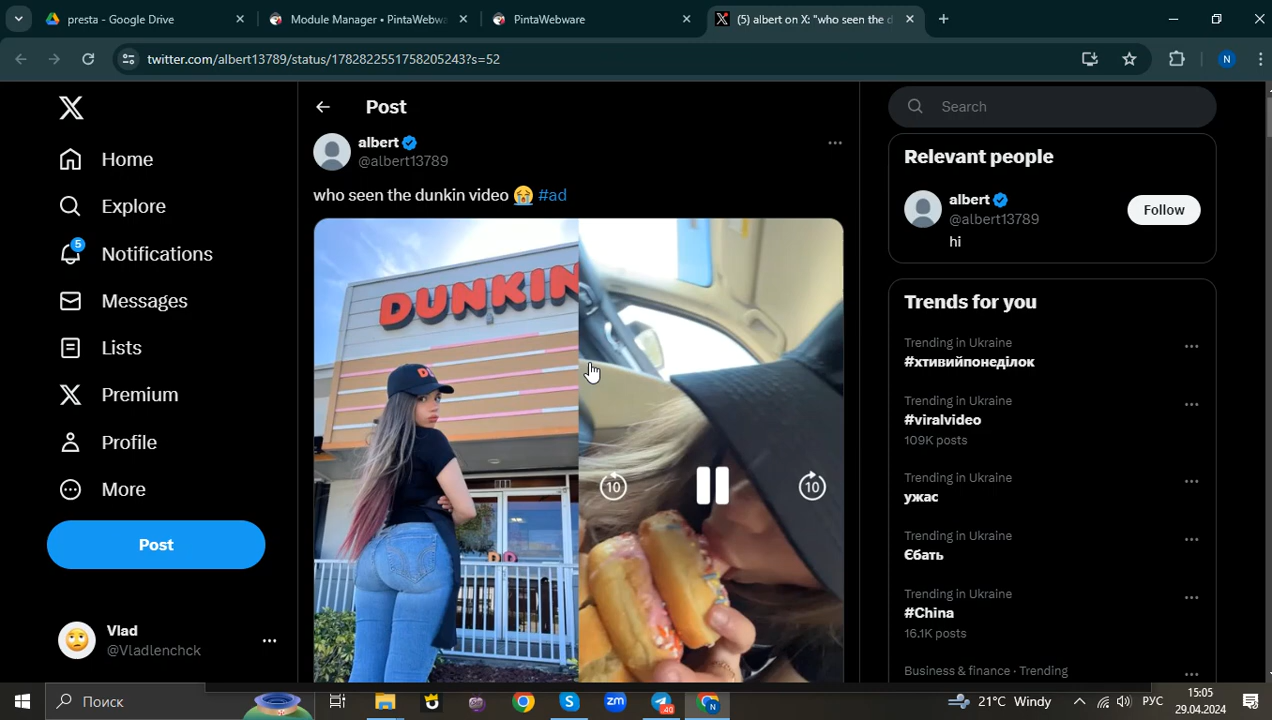 presta - Google Drive
Module Manager • PintaWebwa
PintaWebware
(5) albert on X: "who seen the d
twitter.com/albert13789/status/1782822551758205243?s=52
N
Post
albert
@albert13789
who seen the dunkin video 😭 #ad
DUNKIN
DU
DD
10
10
Home
Explore
5
Notifications
Messages
Lists
Premium
Profile
More
Post
Vlad
@Vladlenchck
Search
Relevant people
albert
@albert13789
Follow
hi
Trends for you
Trending in Ukraine
#хтивийпонеділок
Trending in Ukraine
#viralvideo
109K posts
Trending in Ukraine
ужас
Trending in Ukraine
Єбать
Trending in Ukraine
#China
16.1K posts
Business & finance · Trending
Поиск
zm
40
N
21°C Windy
РУС
15:05
29.04.2024